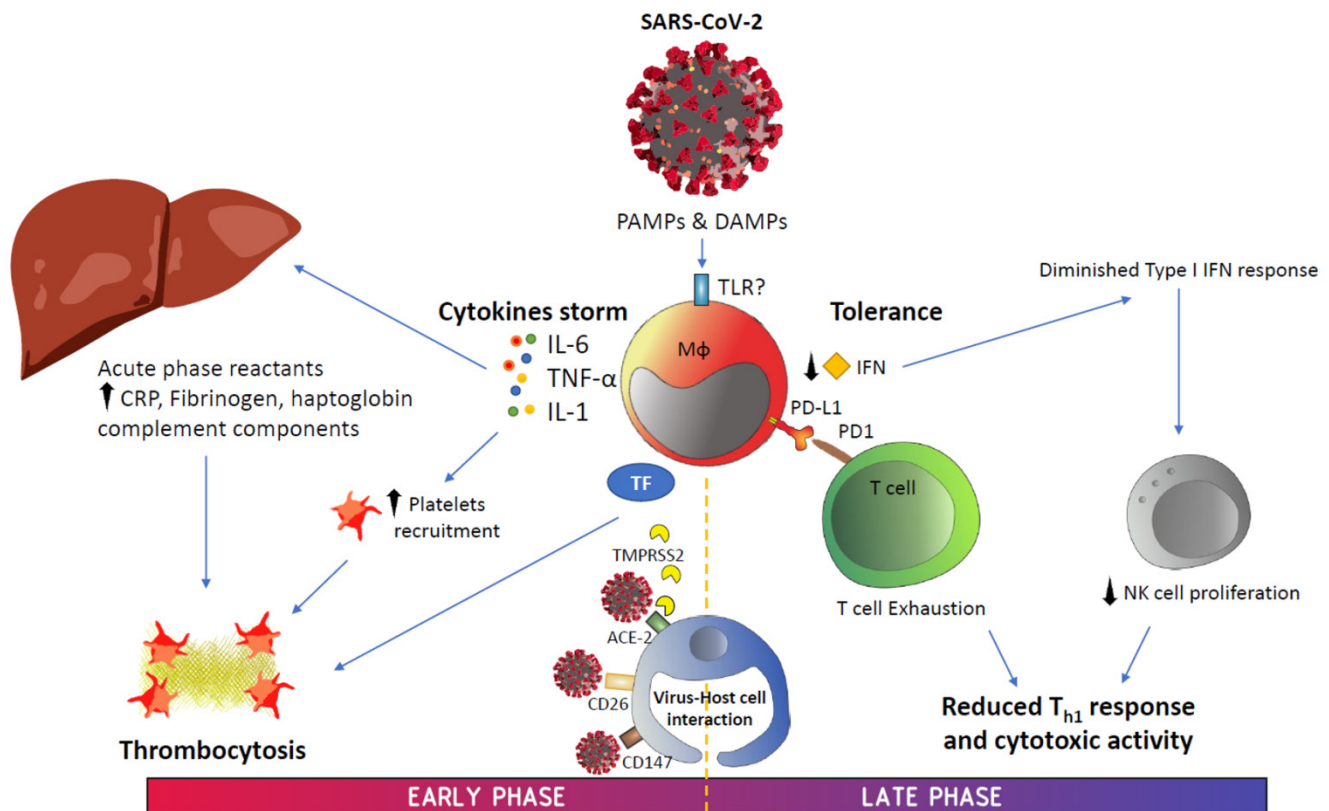 SARS-CoV-2
PAMPs & DAMPs
TLR?
Mϕ
Cytokines storm
IL-6
TNF-α
IL-1
Acute phase reactants
⬆ CRP, Fibrinogen, haptoglobin
complement components
⬆ Platelets
recruitment
Thrombocytosis
TF
TMPRSS2
ACE-2
CD26
CD147
Virus-Host cell
interaction
Tolerance
⬇ IFN
PD-L1
PD1
T cell
T cell Exhaustion
Diminished Type I IFN response
⬇ NK cell proliferation
Reduced Th1 response
and cytotoxic activity
EARLY PHASE
LATE PHASE